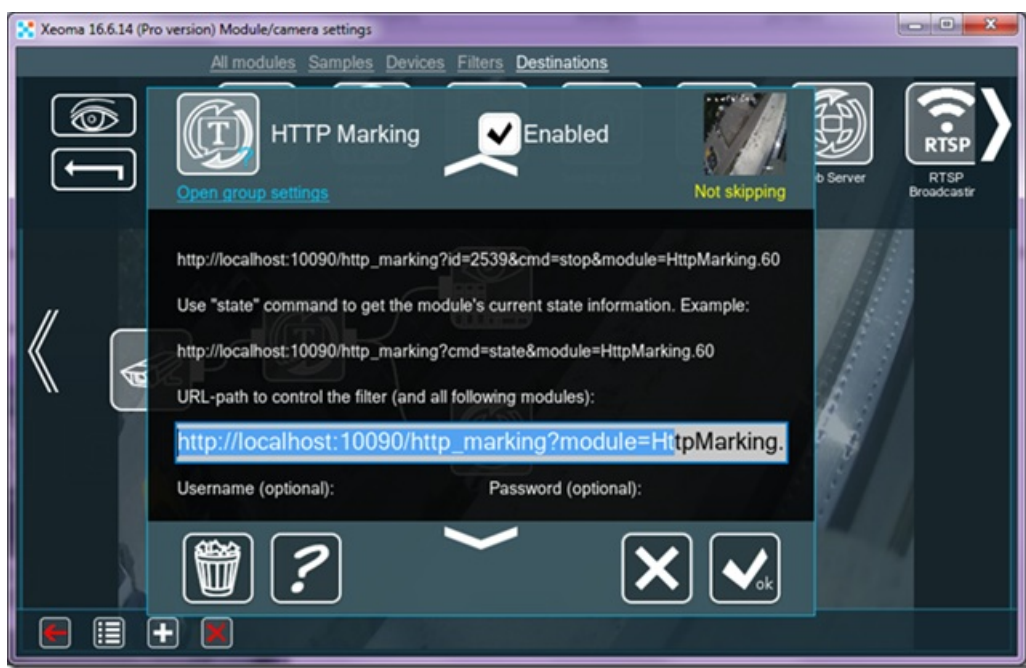 Xeoma 16.6.14 (Pro version) Module/camera settings
All modules Samples Devices Filters Destinations
HTTP Marking
Enabled
Open group settings
Not skipping
Server
RTSP
RTSP
http://localhost:10090/http_marking?id=2539&cmd=stop&module=HttpMarking.60
Use "state" command to get the module's current state information. Example:
http://localhost:10090/http_marking?cmd=state&module=HttpMarking.60
URL-path to control the filter (and all following modules):
http://localhost:10090/http_marking?module=HttpMarking.
Username (optional): Password (optional):
ok